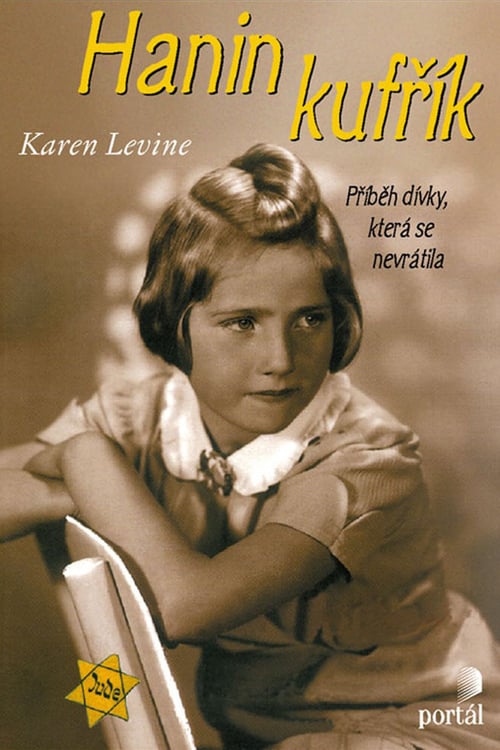 Hanin
kufřík
Karen Levine
Příběh dívky,
která se
nevrátila
Jude
portál